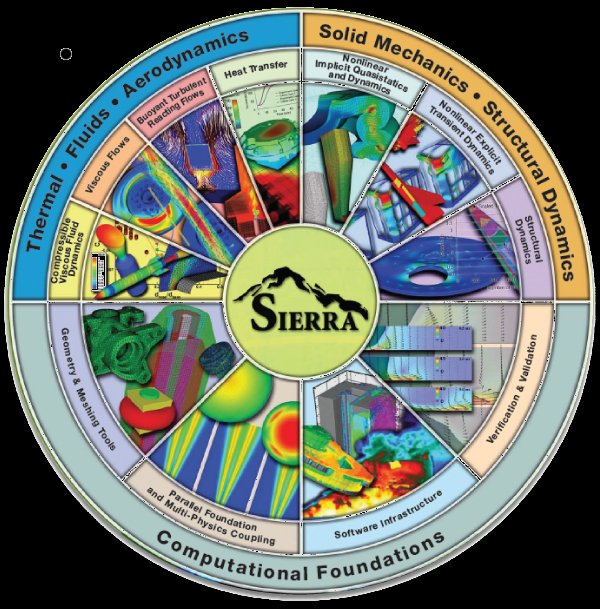 Thermal • Fluids • Aerodynamics
Solid Mechanics • Structural Dynamics
Heat Transfer
Buoyant Turbulent
Reacting Flows
Viscous Flows
Compressible
Viscous Fluid
Dynamics
Nonlinear
Implicit Quasistatics
and Dynamics
Nonlinear Explicit
Transient Dynamics
Structural
Dynamics
SIERRA
Geometry & Meshing Tools
Parallel Foundation
and Multi-Physics Coupling
Software Infrastructure
Verification & Validation
Computational Foundations